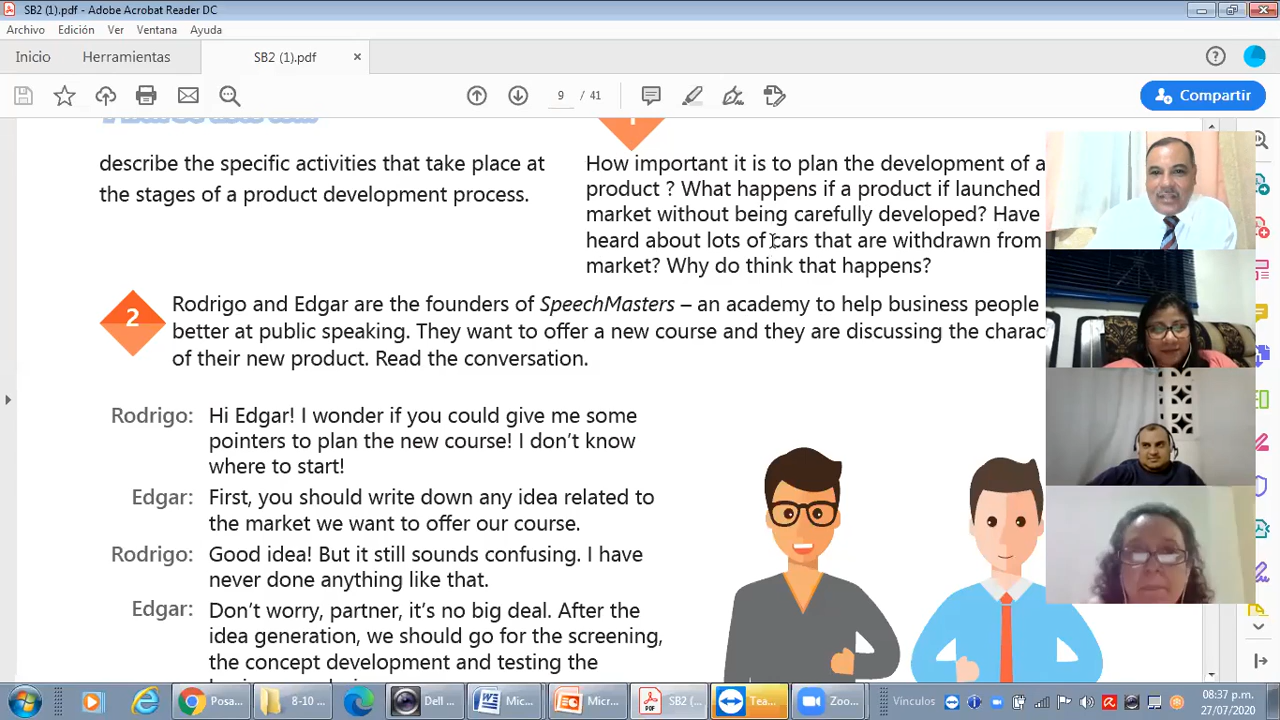 SB2 (1).pdf - Adobe Acrobat Reader DC
Archivo Edición Ver Ventana Ayuda
Inicio Herramientas SB2 (1).pdf ×
9 / 41
Compartir
describe the specific activities that take place at
the stages of a product development process.
1
How important it is to plan the development of a
product ? What happens if a product if launched
market without being carefully developed? Have
heard about lots of cars that are withdrawn from
market? Why do think that happens?
2
Rodrigo and Edgar are the founders of SpeechMasters – an academy to help business people
better at public speaking. They want to offer a new course and they are discussing the charac
of their new product. Read the conversation.
Rodrigo: Hi Edgar! I wonder if you could give me some
pointers to plan the new course! I don't know
where to start!
Edgar: First, you should write down any idea related to
the market we want to offer our course.
Rodrigo: Good idea! But it still sounds confusing. I have
never done anything like that.
Edgar: Don't worry, partner, it's no big deal. After the
idea generation, we should go for the screening,
the concept development and testing the
Posa... 8-10 ... Dell ... Micr... Micr... SB2 (... Tea... Zoo...
Vínculos
08:37 p.m.
27/07/2020